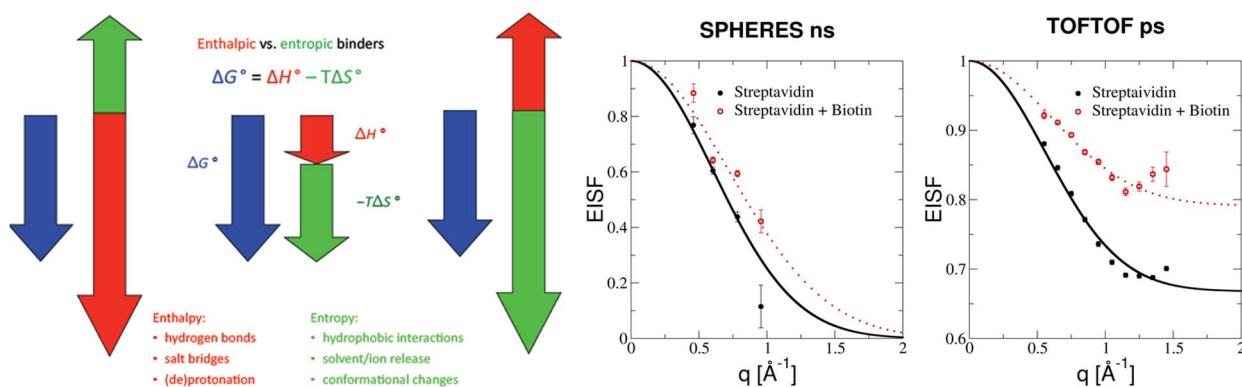 Enthalpic vs. entropic binders
ΔG° = ΔH° − TΔS°
ΔG°
ΔH°
−TΔS°
Enthalpy:
• hydrogen bonds
• salt bridges
• (de)protonation
Entropy:
• hydrophobic interactions
• solvent/ion release
• conformational changes
SPHERES ns
Streptavidin
Streptavidin + Biotin
EISF
1
0.8
0.6
0.4
0.2
0
0 0.5 1 1.5 2
q [Å⁻¹]
TOFTOF ps
Streptaividin
Streptavidin + Biotin
EISF
1
0.9
0.8
0.7
0.6
0 0.5 1 1.5 2
q [Å⁻¹]